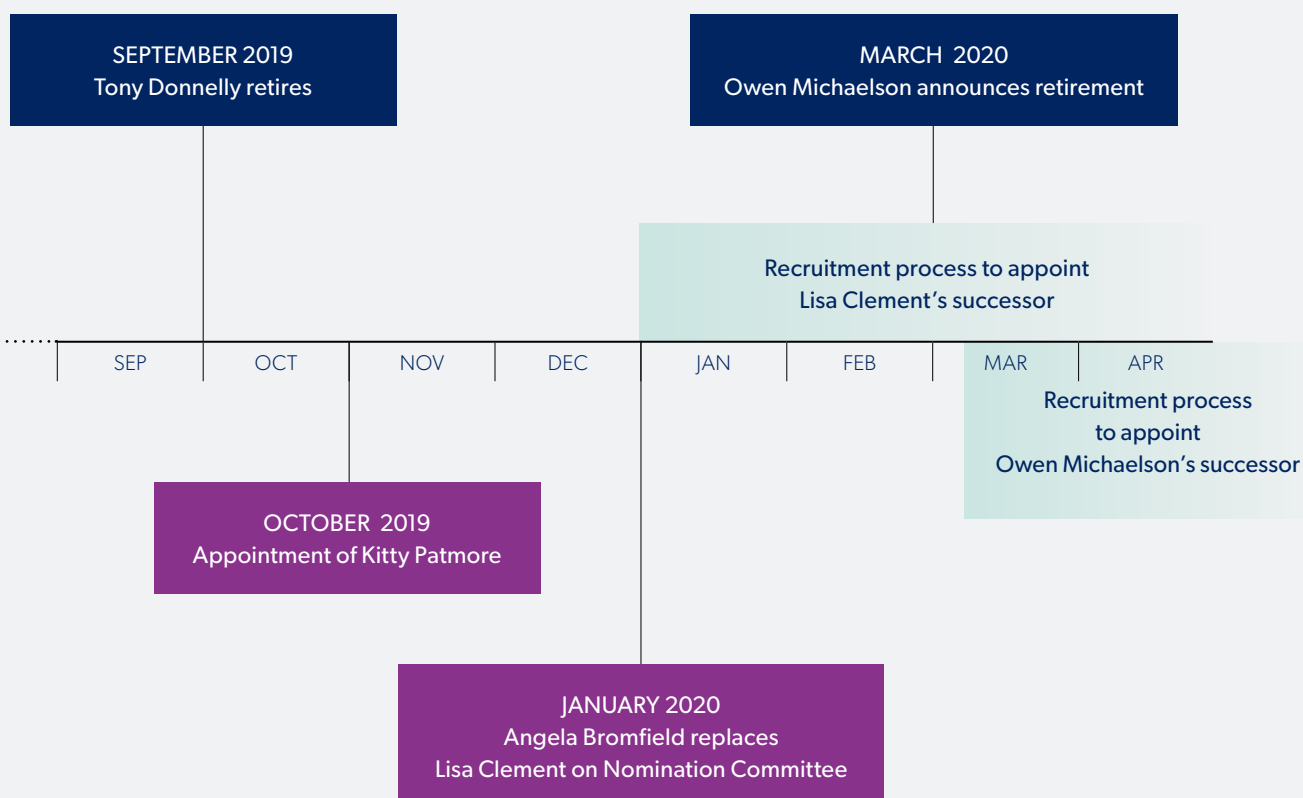 SEPTEMBER 2019
Tony Donnelly retires
MARCH 2020
Owen Michaelson announces retirement
Recruitment process to appoint
Lisa Clement’s successor
SEP
OCT
NOV
DEC
JAN
FEB
MAR
APR
Recruitment process
to appoint
Owen Michaelson’s successor
OCTOBER 2019
Appointment of Kitty Patmore
JANUARY 2020
Angela Bromfield replaces
Lisa Clement on Nomination Committee